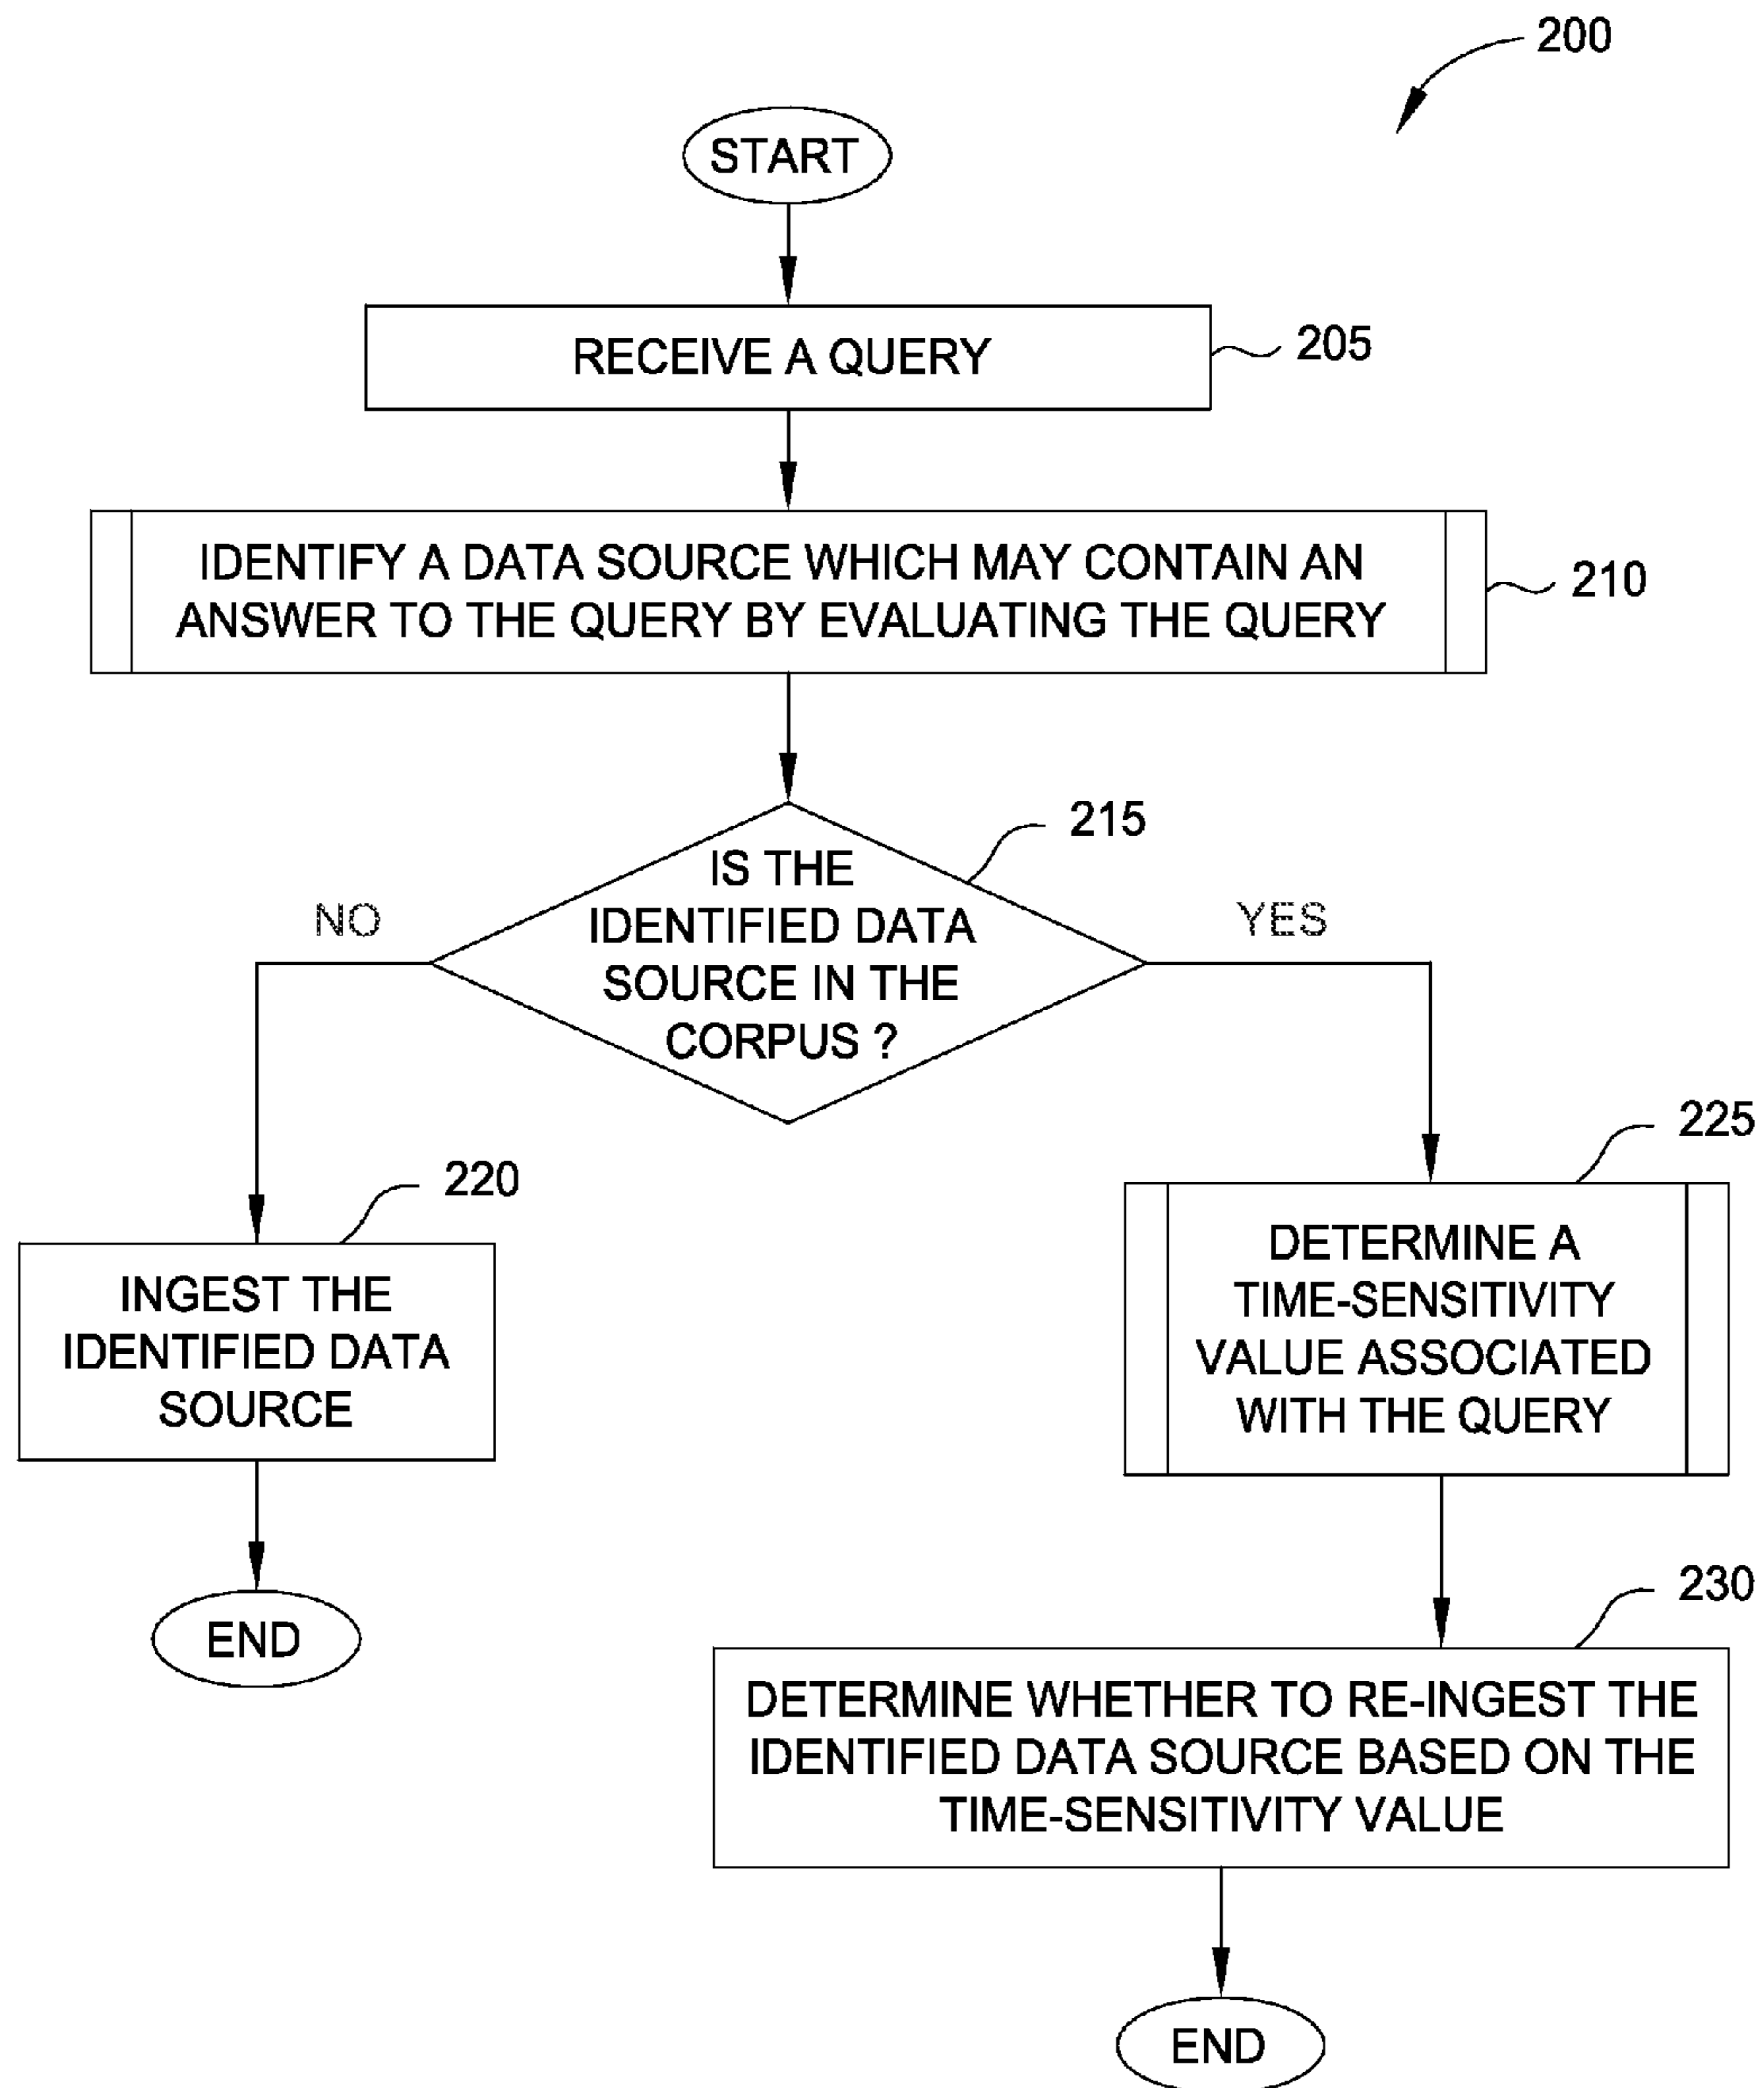 200
START
RECEIVE A QUERY
205
IDENTIFY A DATA SOURCE WHICH MAY CONTAIN AN
ANSWER TO THE QUERY BY EVALUATING THE QUERY
210
215
IS THE
IDENTIFIED DATA
SOURCE IN THE
CORPUS ?
NO
YES
220
INGEST THE
IDENTIFIED DATA
SOURCE
END
225
DETERMINE A
TIME-SENSITIVITY
VALUE ASSOCIATED
WITH THE QUERY
230
DETERMINE WHETHER TO RE-INGEST THE
IDENTIFIED DATA SOURCE BASED ON THE
TIME-SENSITIVITY VALUE
END